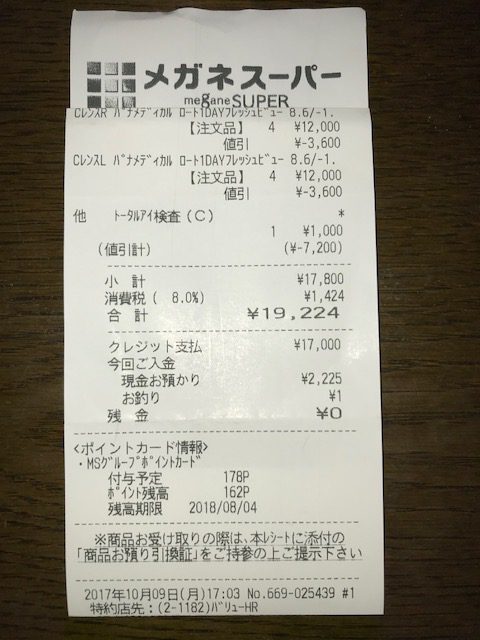 メガネスーパー
meganeSUPER
CレンズR ﾊﾟﾅﾒﾃﾞｨｶﾙ ﾛｰﾄ1DAYﾌﾚｯｼｭﾋﾞｭｰ 8.6/-1.
【注文品】 4 ¥12,000
値引 ¥-3,600
CレンズL ﾊﾟﾅﾒﾃﾞｨｶﾙ ﾛｰﾄ1DAYﾌﾚｯｼｭﾋﾞｭｰ 8.6/-1.
【注文品】 4 ¥12,000
値引 ¥-3,600
他 ﾄｰﾀﾙｱｲ検査(C) *
1 ¥1,000
(値引計) (¥-7,200)
小 計 ¥17,800
消費税( 8.0%) ¥1,424
合 計 ¥19,224
クレジット支払 ¥17,000
今回ご入金
現金お預かり ¥2,225
お釣り ¥1
残 金 ¥0
<ポイントカード情報>
・MSｸﾞﾙｰﾌﾟﾎﾟｲﾝﾄｶｰﾄﾞ
付与予定 178P
ﾎﾟｲﾝﾄ残高 162P
残高期限 2018/08/04
※商品お受け取りの際は､本ﾚｼｰﾄに添付の
「商品お預り引換証」をご持参の上ご提示下さい
2017年10月09日(月)17:03 No.669-025439 #1
特約店先：(2-1182)ﾊﾞﾘｭｰHR